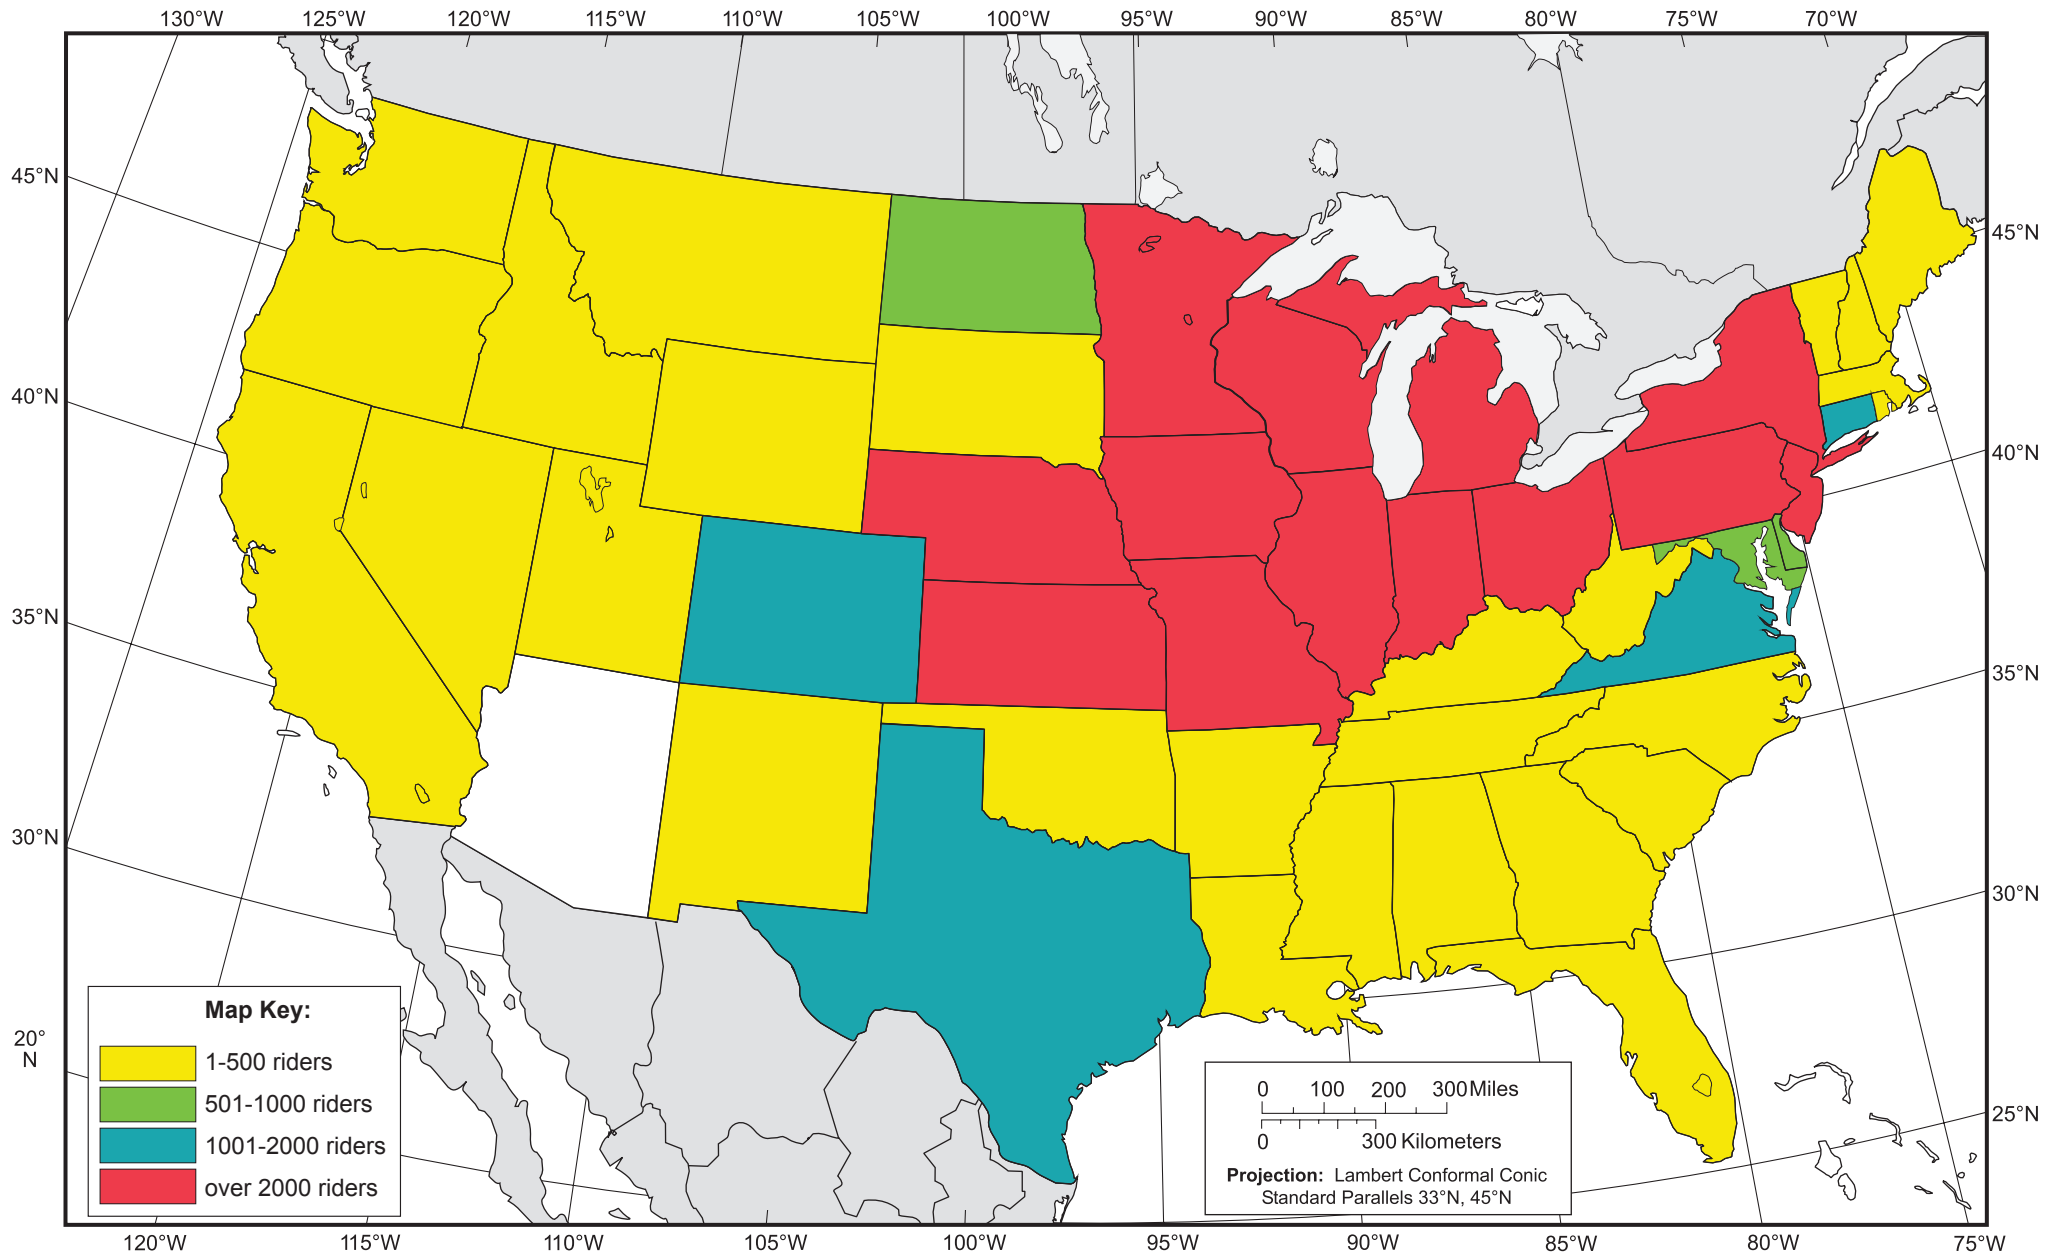 130°W 125°W 120°W 115°W 110°W 105°W 100°W 95°W 90°W 85°W 80°W 75°W 70°W
45°N
45°N
40°N
40°N
35°N
35°N
30°N
30°N
20°
N
25°N
Map Key:
1-500 riders
501-1000 riders
1001-2000 riders
over 2000 riders
0 100 200 300 Miles
0 300 Kilometers
Projection: Lambert Conformal Conic
Standard Parallels 33°N, 45°N
120°W 115°W 110°W 105°W 100°W 95°W 90°W 85°W 80°W 75°W